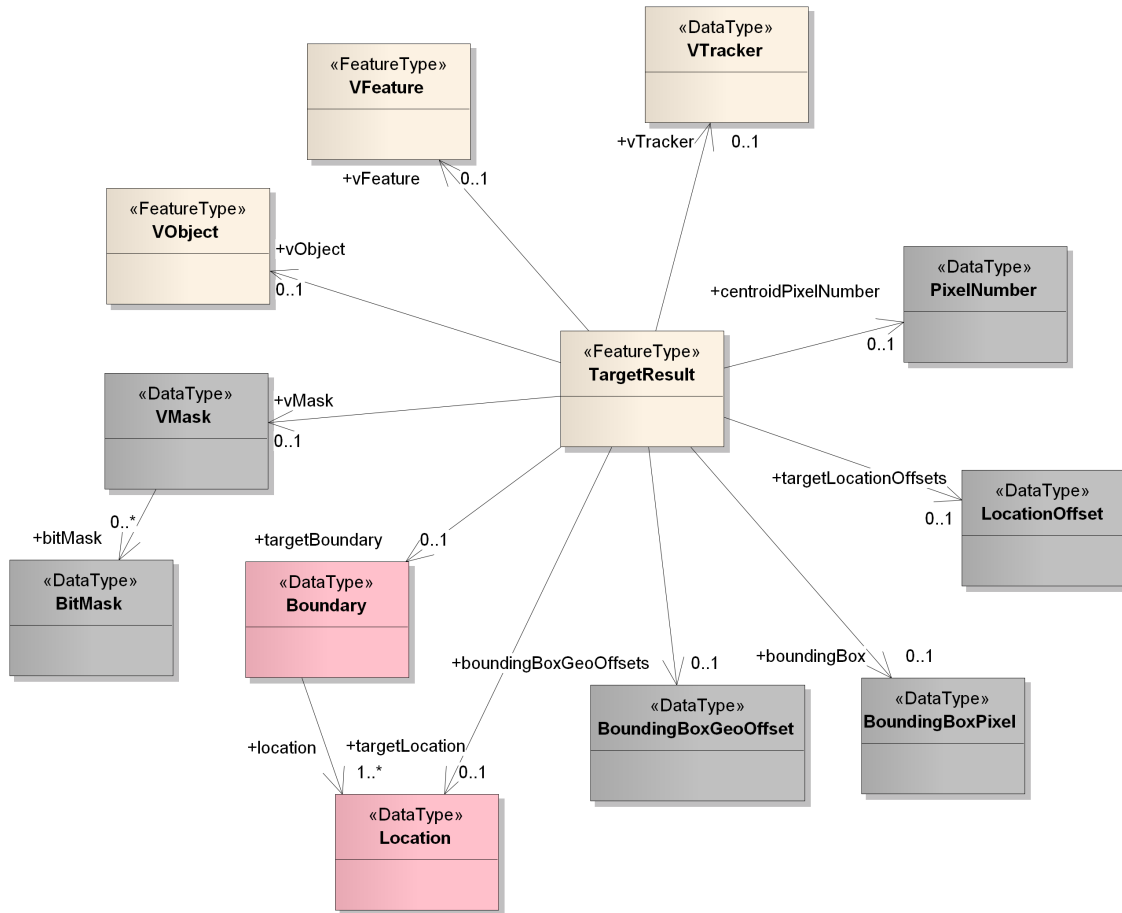 «DataType»
VTracker
«FeatureType»
VFeature
+vTracker
0..1
+vFeature
0..1
«FeatureType»
VObject
+vObject
0..1
«DataType»
PixelNumber
+centroidPixelNumber
0..1
«FeatureType»
TargetResult
«DataType»
VMask
+vMask
0..1
+targetLocationOffsets
0..1
«DataType»
LocationOffset
0..*
+bitMask
«DataType»
BitMask
+targetBoundary
0..1
«DataType»
Boundary
+boundingBoxGeoOffsets
0..1
+boundingBox
0..1
«DataType»
BoundingBoxGeoOffset
«DataType»
BoundingBoxPixel
+location
1..*
+targetLocation
0..1
«DataType»
Location